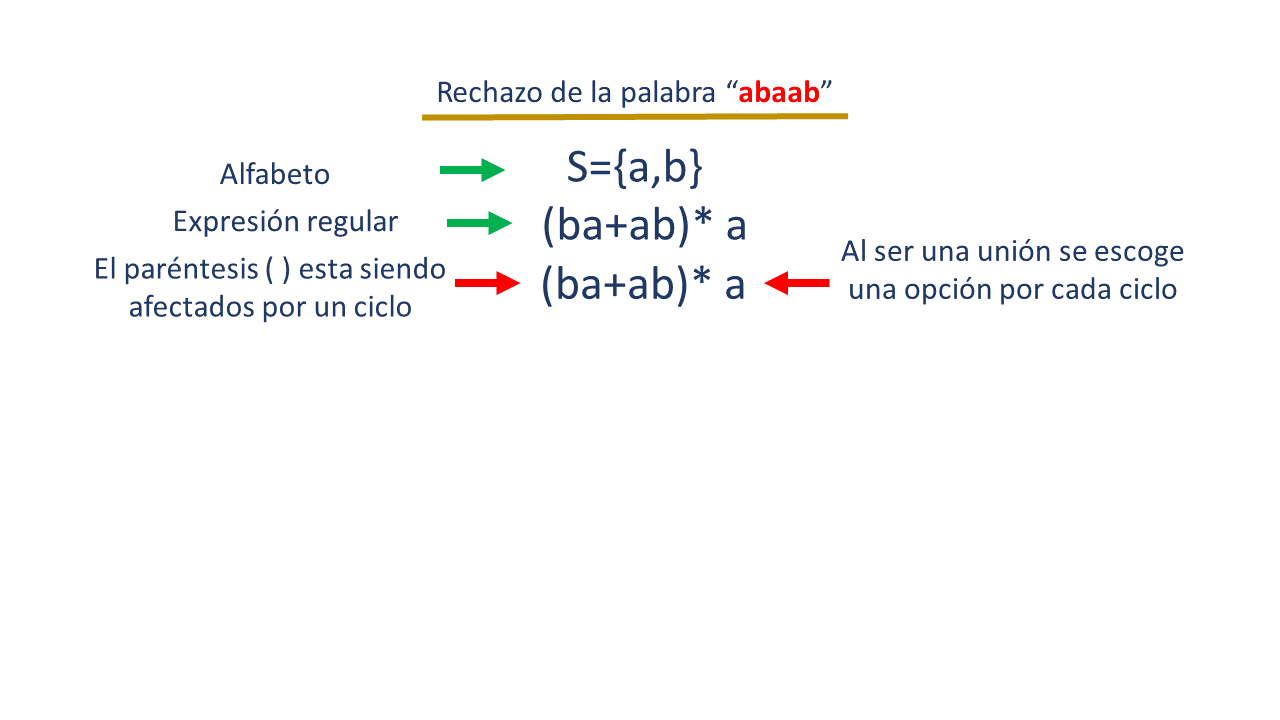 Rechazo de la palabra “abaab”
Alfabeto
S={a,b}
Expresión regular
(ba+ab)* a
El paréntesis ( ) esta siendo
afectados por un ciclo
(ba+ab)* a
Al ser una unión se escoge
una opción por cada ciclo